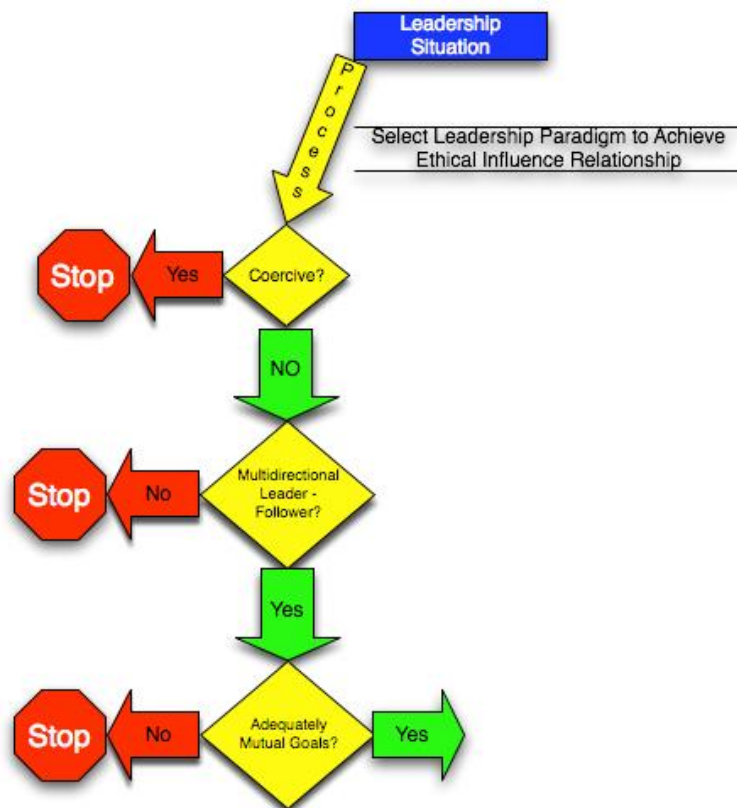 Leadership
Situation
Process
Select Leadership Paradigm to Achieve
Ethical Influence Relationship
Stop
Yes
Coercive?
NO
Stop
No
Multidirectional
Leader -
Follower?
Yes
Stop
No
Adequately
Mutual Goals?
Yes